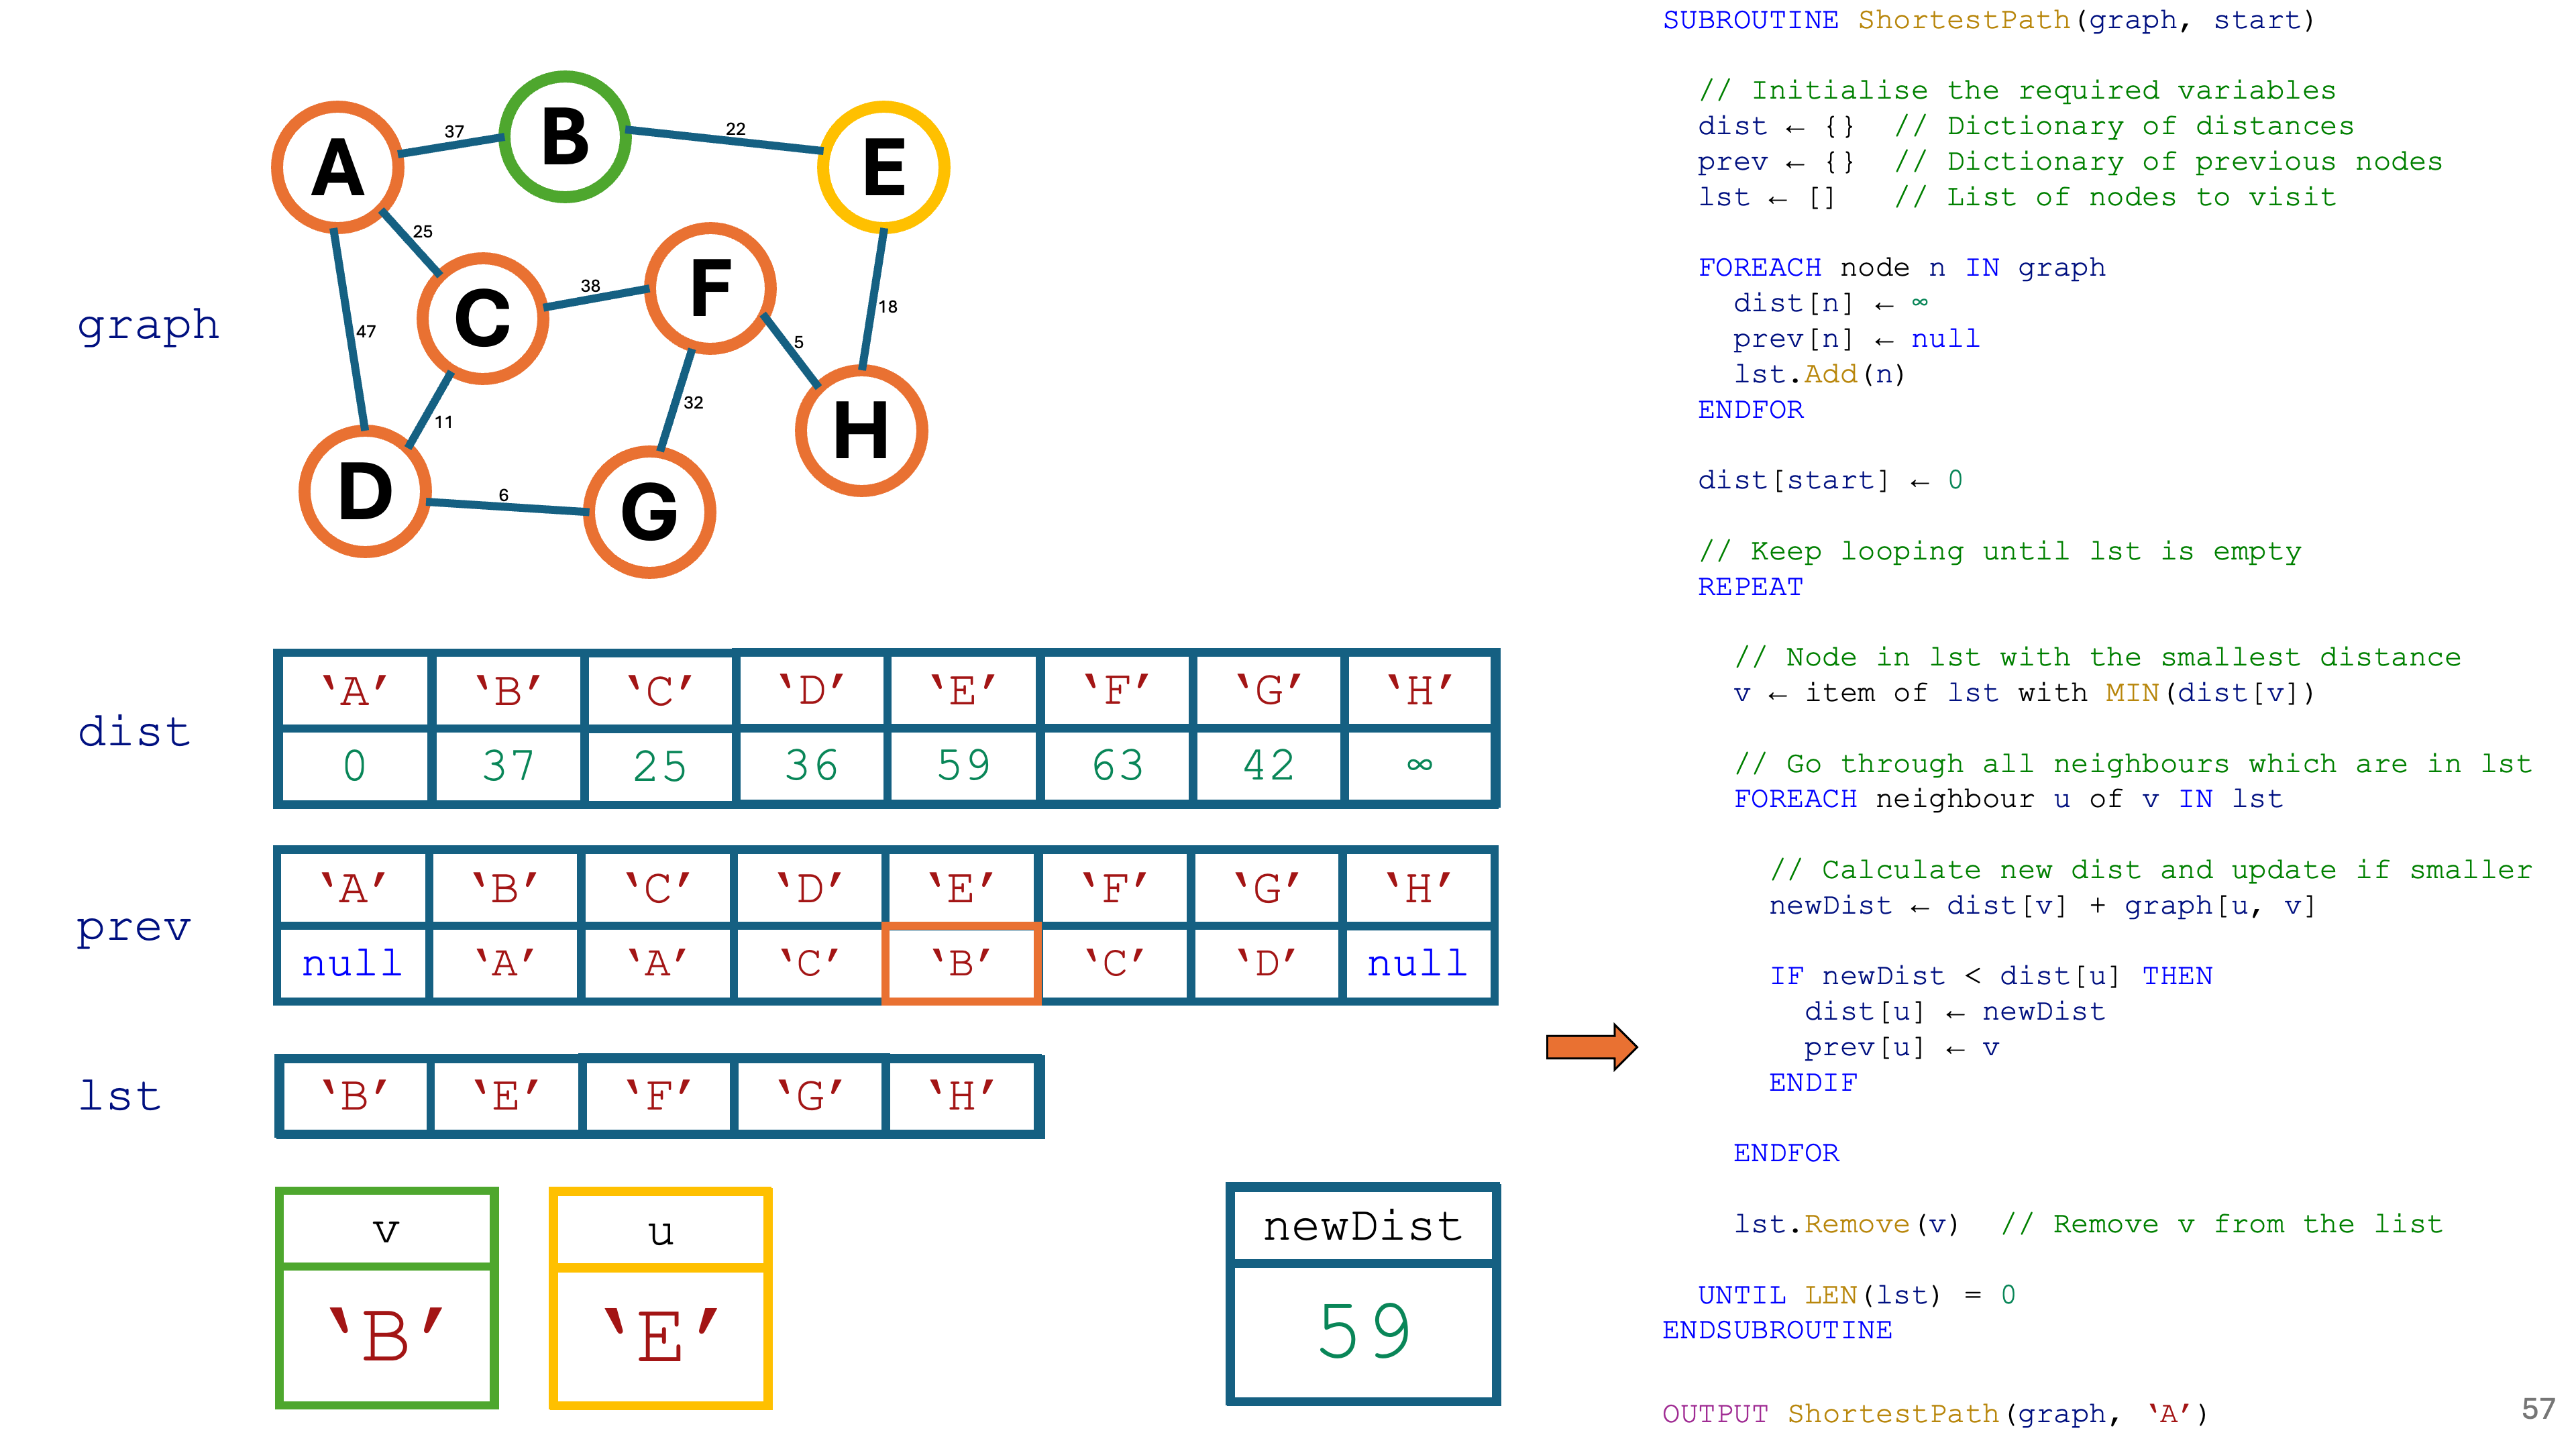 graph
A
B
E
C
F
H
D
G
37
22
25
38
18
47
5
32
11
6
dist
‘A’ ‘B’ ‘C’ ‘D’ ‘E’ ‘F’ ‘G’ ‘H’
0 37 25 36 59 63 42 ∞
prev
‘A’ ‘B’ ‘C’ ‘D’ ‘E’ ‘F’ ‘G’ ‘H’
null ‘A’ ‘A’ ‘C’ ‘B’ ‘C’ ‘D’ null
lst
‘B’ ‘E’ ‘F’ ‘G’ ‘H’
v
‘B’
u
‘E’
newDist
59
SUBROUTINE ShortestPath(graph, start)
// Initialise the required variables
dist ← {} // Dictionary of distances
prev ← {} // Dictionary of previous nodes
lst ← [] // List of nodes to visit
FOREACH node n IN graph
dist[n] ← ∞
prev[n] ← null
lst.Add(n)
ENDFOR
dist[start] ← 0
// Keep looping until lst is empty
REPEAT
// Node in lst with the smallest distance
v ← item of lst with MIN(dist[v])
// Go through all neighbours which are in lst
FOREACH neighbour u of v IN lst
// Calculate new dist and update if smaller
newDist ← dist[v] + graph[u, v]
IF newDist < dist[u] THEN
dist[u] ← newDist
prev[u] ← v
ENDIF
ENDFOR
lst.Remove(v) // Remove v from the list
UNTIL LEN(lst) = 0
ENDSUBROUTINE
OUTPUT ShortestPath(graph, ‘A’)
57